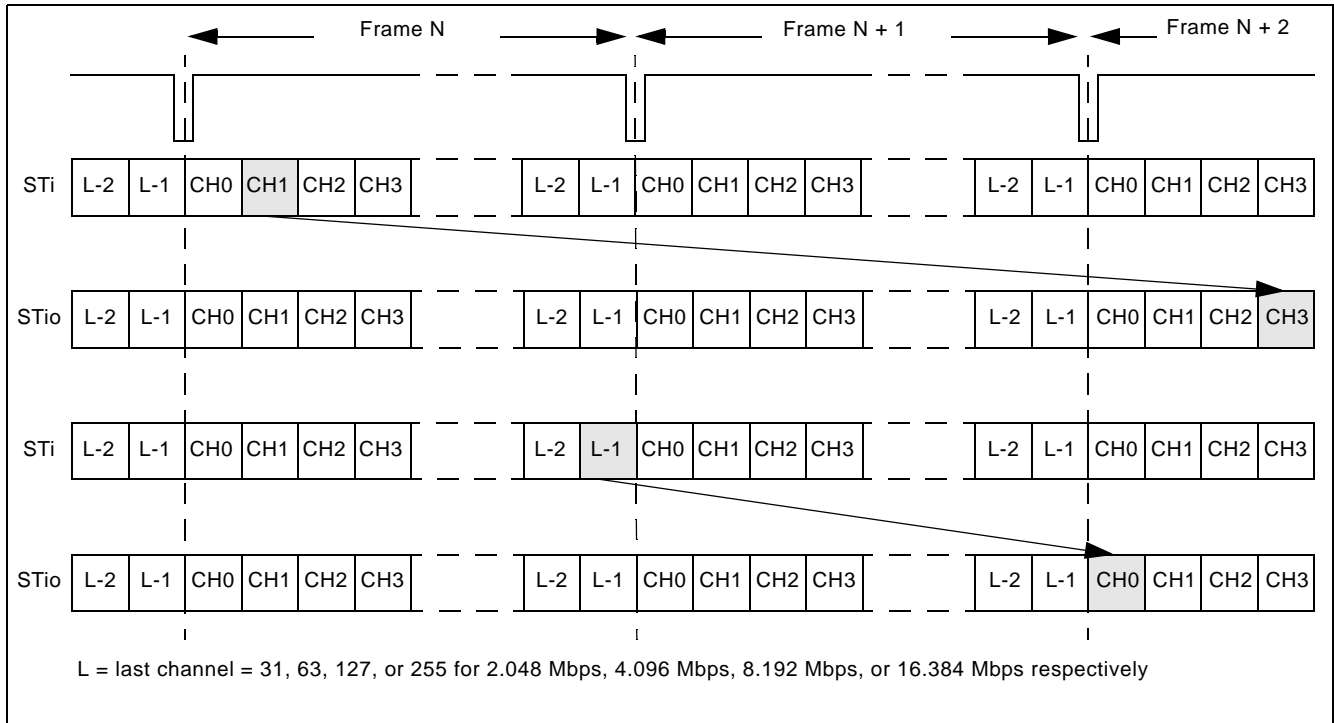 Frame N Frame N + 1 Frame N + 2
STi L-2 L-1 CH0 CH1 CH2 CH3 L-2 L-1 CH0 CH1 CH2 CH3 L-2 L-1 CH0 CH1 CH2 CH3
STio L-2 L-1 CH0 CH1 CH2 CH3 L-2 L-1 CH0 CH1 CH2 CH3 L-2 L-1 CH0 CH1 CH2 CH3
STi L-2 L-1 CH0 CH1 CH2 CH3 L-2 L-1 CH0 CH1 CH2 CH3 L-2 L-1 CH0 CH1 CH2 CH3
STio L-2 L-1 CH0 CH1 CH2 CH3 L-2 L-1 CH0 CH1 CH2 CH3 L-2 L-1 CH0 CH1 CH2 CH3
L = last channel = 31, 63, 127, or 255 for 2.048 Mbps, 4.096 Mbps, 8.192 Mbps, or 16.384 Mbps respectively